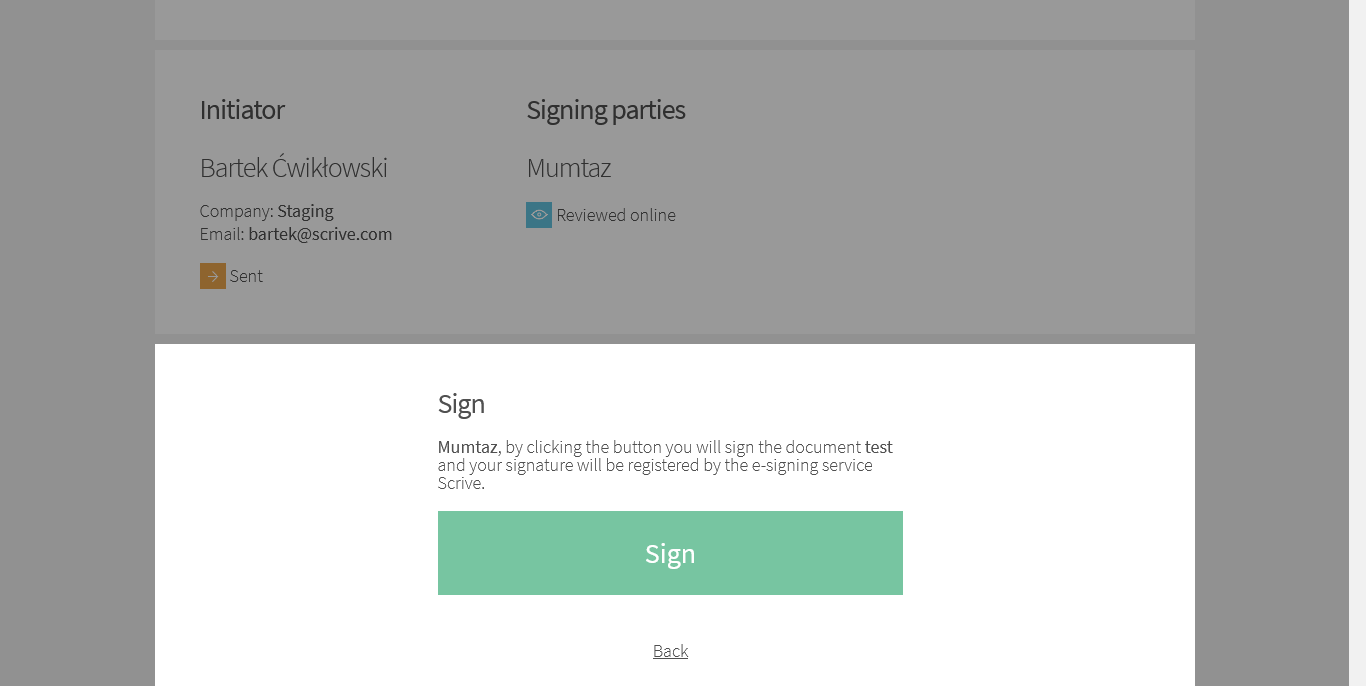 Initiator
Bartek Ćwikłowski
Company: Staging
Email: bartek@scrive.com
Sent
Signing parties
Mumtaz
Reviewed online
Sign
Mumtaz, by clicking the button you will sign the document test
and your signature will be registered by the e-signing service
Scrive.
Sign
Back